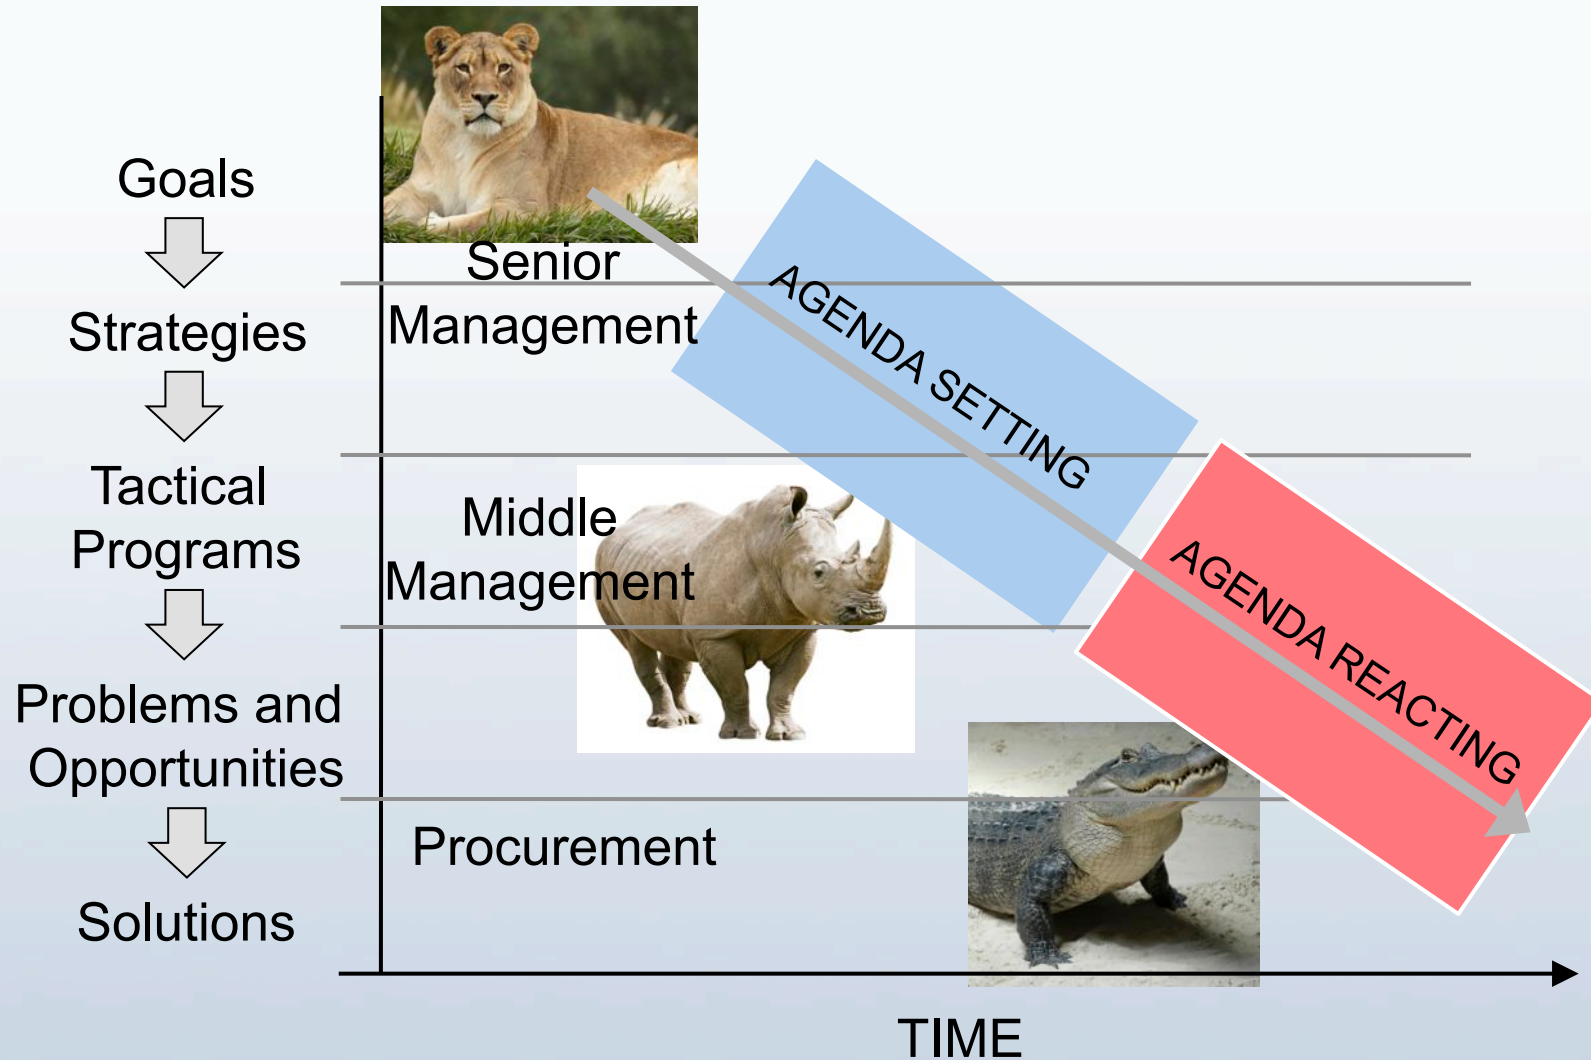 Goals
Strategies
Tactical
Programs
Problems and
Opportunities
Solutions
Senior
Management
Middle
Management
Procurement
AGENDA SETTING
AGENDA REACTING
TIME